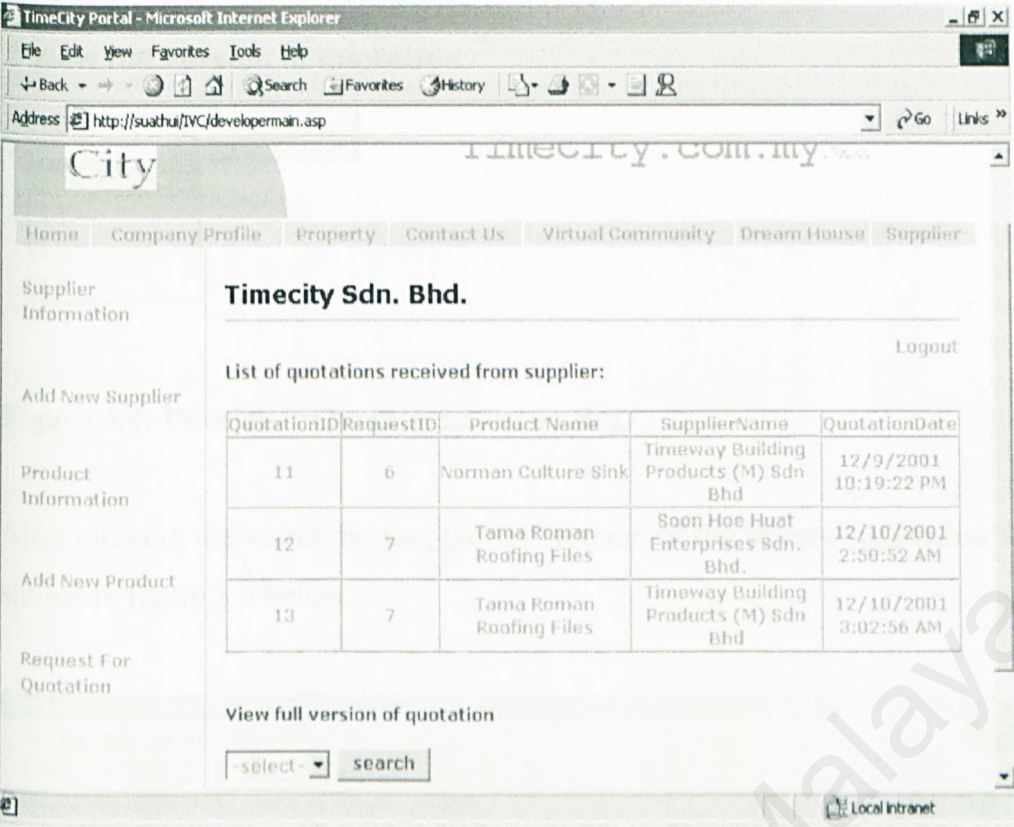 TimeCity Portal - Microsoft Internet Explorer
File Edit View Favorites Tools Help
Back Search Favorites History
Address http://suathui/IVC/developermain.asp Go Links »
City
Timecity.com.my
Home Company Profile Property Contact Us Virtual Community Dream House Supplier
Supplier
Information
Add New Supplier
Product
Information
Add New Product
Request For
Quotation
Timecity Sdn. Bhd.
Logout
List of quotations received from supplier:
QuotationID RequestID Product Name SupplierName QuotationDate
11 6 Norman Culture Sink Timeway Building Products (M) Sdn Bhd 12/9/2001 10:19:22 PM
12 7 Tama Roman Roofing Files Soon Hoe Huat Enterprises Sdn. Bhd. 12/10/2001 2:50:52 AM
13 7 Tama Roman Roofing Files Timeway Building Products (M) Sdn Bhd 12/10/2001 3:02:56 AM
View full version of quotation
-select- search
Local intranet
Malaya